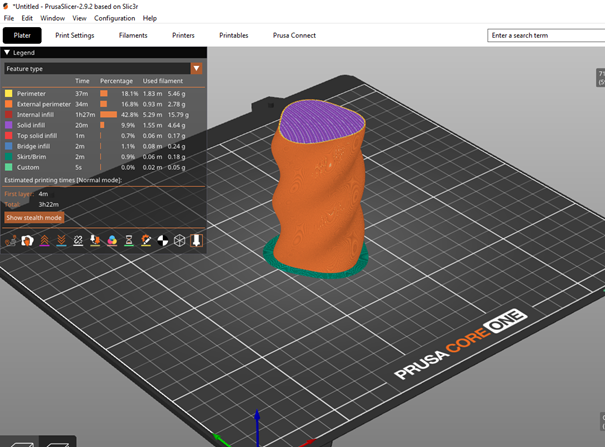 *Untitled - PrusaSlicer-2.9.2 based on Slic3r
File Edit Window View Configuration Help
Plater Print Settings Filaments Printers Printables Prusa Connect Enter a search term
Legend
Feature type
Time Percentage Used filament
Perimeter 37m 18.1% 1.83 m 5.46 g
External perimeter 34m 16.8% 0.93 m 2.78 g
Internal infill 1h27m 42.8% 5.29 m 15.79 g
Solid infill 20m 9.9% 1.55 m 4.64 g
Top solid infill 1m 0.7% 0.06 m 0.17 g
Bridge infill 2m 1.1% 0.08 m 0.24 g
Skirt/Brim 2m 0.9% 0.06 m 0.18 g
Custom 5s 0.0% 0.02 m 0.05 g
Estimated printing times [Normal mode]:
First layer: 4m
Total: 3h22m
Show stealth mode
PRUSA CORE ONE